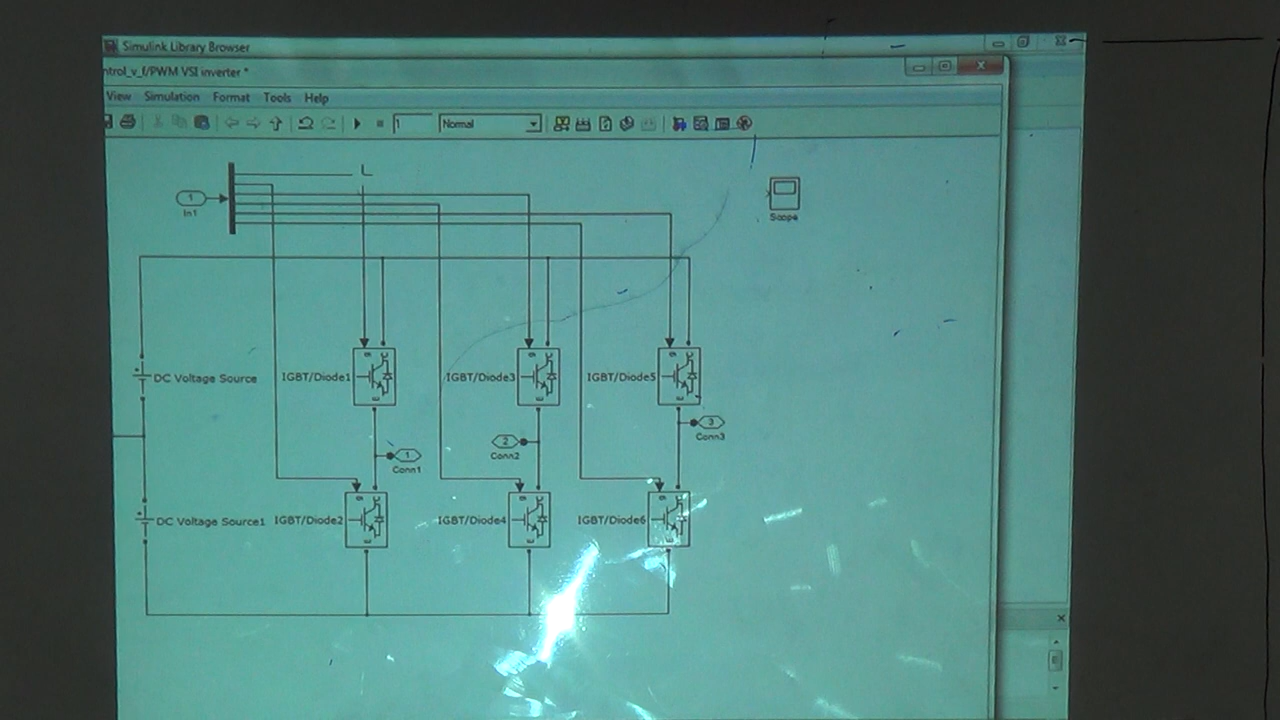 Simulink Library Browser
ntrol_v_f/PWM VSI inverter *
View Simulation Format Tools Help
1 Normal
1
In1
Scope
DC Voltage Source
IGBT/Diode1
g C
E
IGBT/Diode3
g C
E
IGBT/Diode5
g C
E
1
Conn1
2
Conn2
3
Conn3
DC Voltage Source1
IGBT/Diode2
g C
E
IGBT/Diode4
g C
E
IGBT/Diode6
g C
E